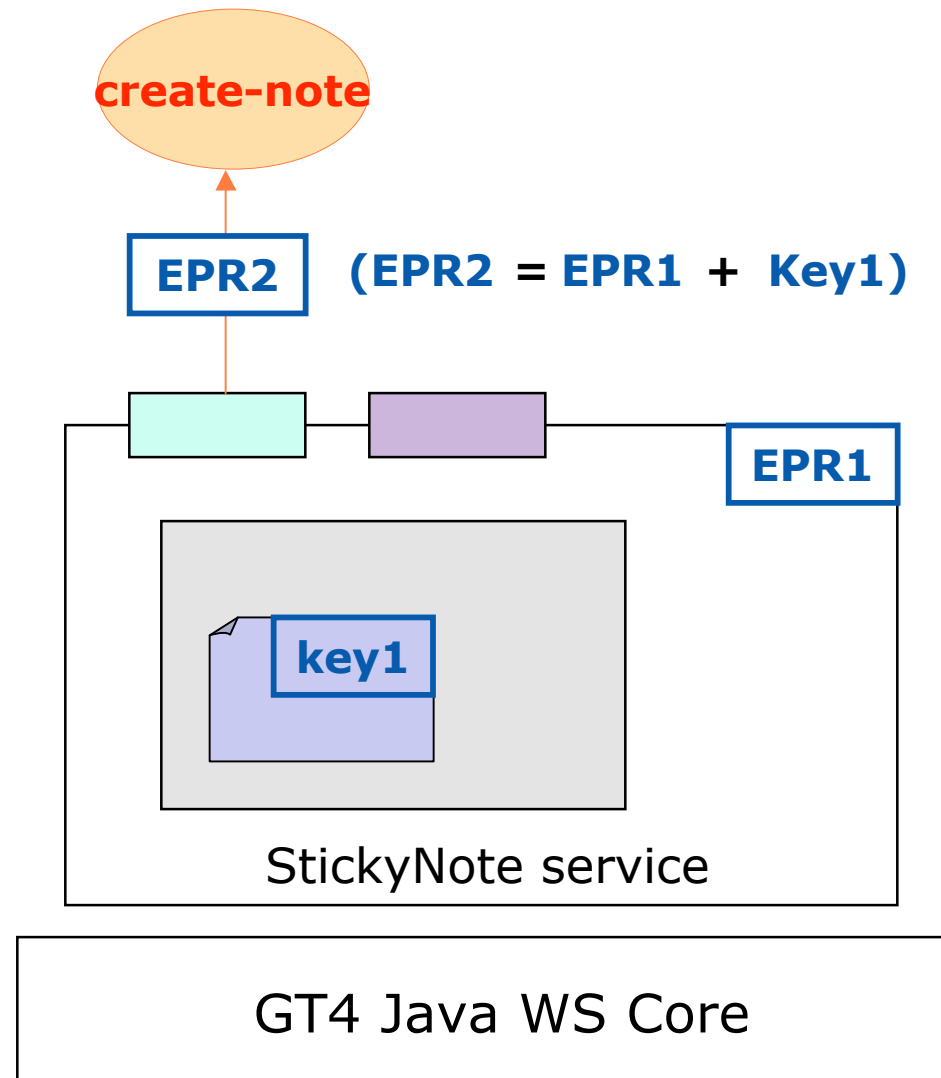 create-note
EPR2 (EPR2 = EPR1 + Key1)
EPR1
key1
StickyNote service
GT4 Java WS Core